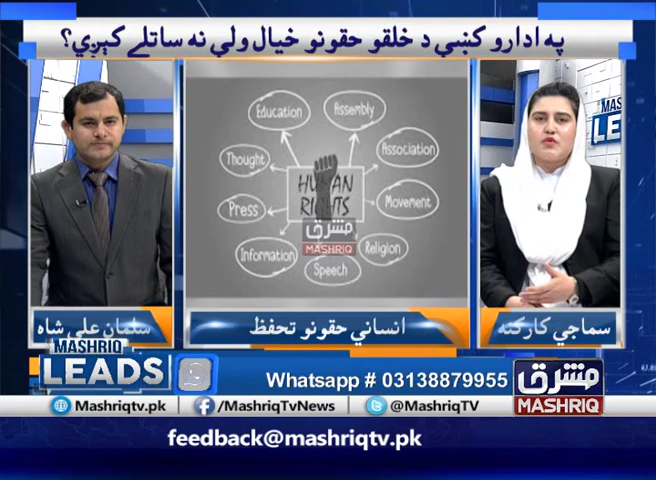 په ادارو کښې د خلقو حقونو خيال ولې نه ساتلے کېږي؟
MASHRIQ
LEADS
Education
Assembly
Thought
Association
HUMAN
RIGHTS
Press
Movement
Information
Religion
Speech
مشرق
MASHRIQ
سلمان علی شاه
انساني حقونو تحفظ
سماجي کارکنه
MASHRIQ
LEADS
Whatsapp # 03138879955
مشرق
MASHRIQ
Mashriqtv.pk
/MashriqTvNews
@MashriqTV
feedback@mashriqtv.pk